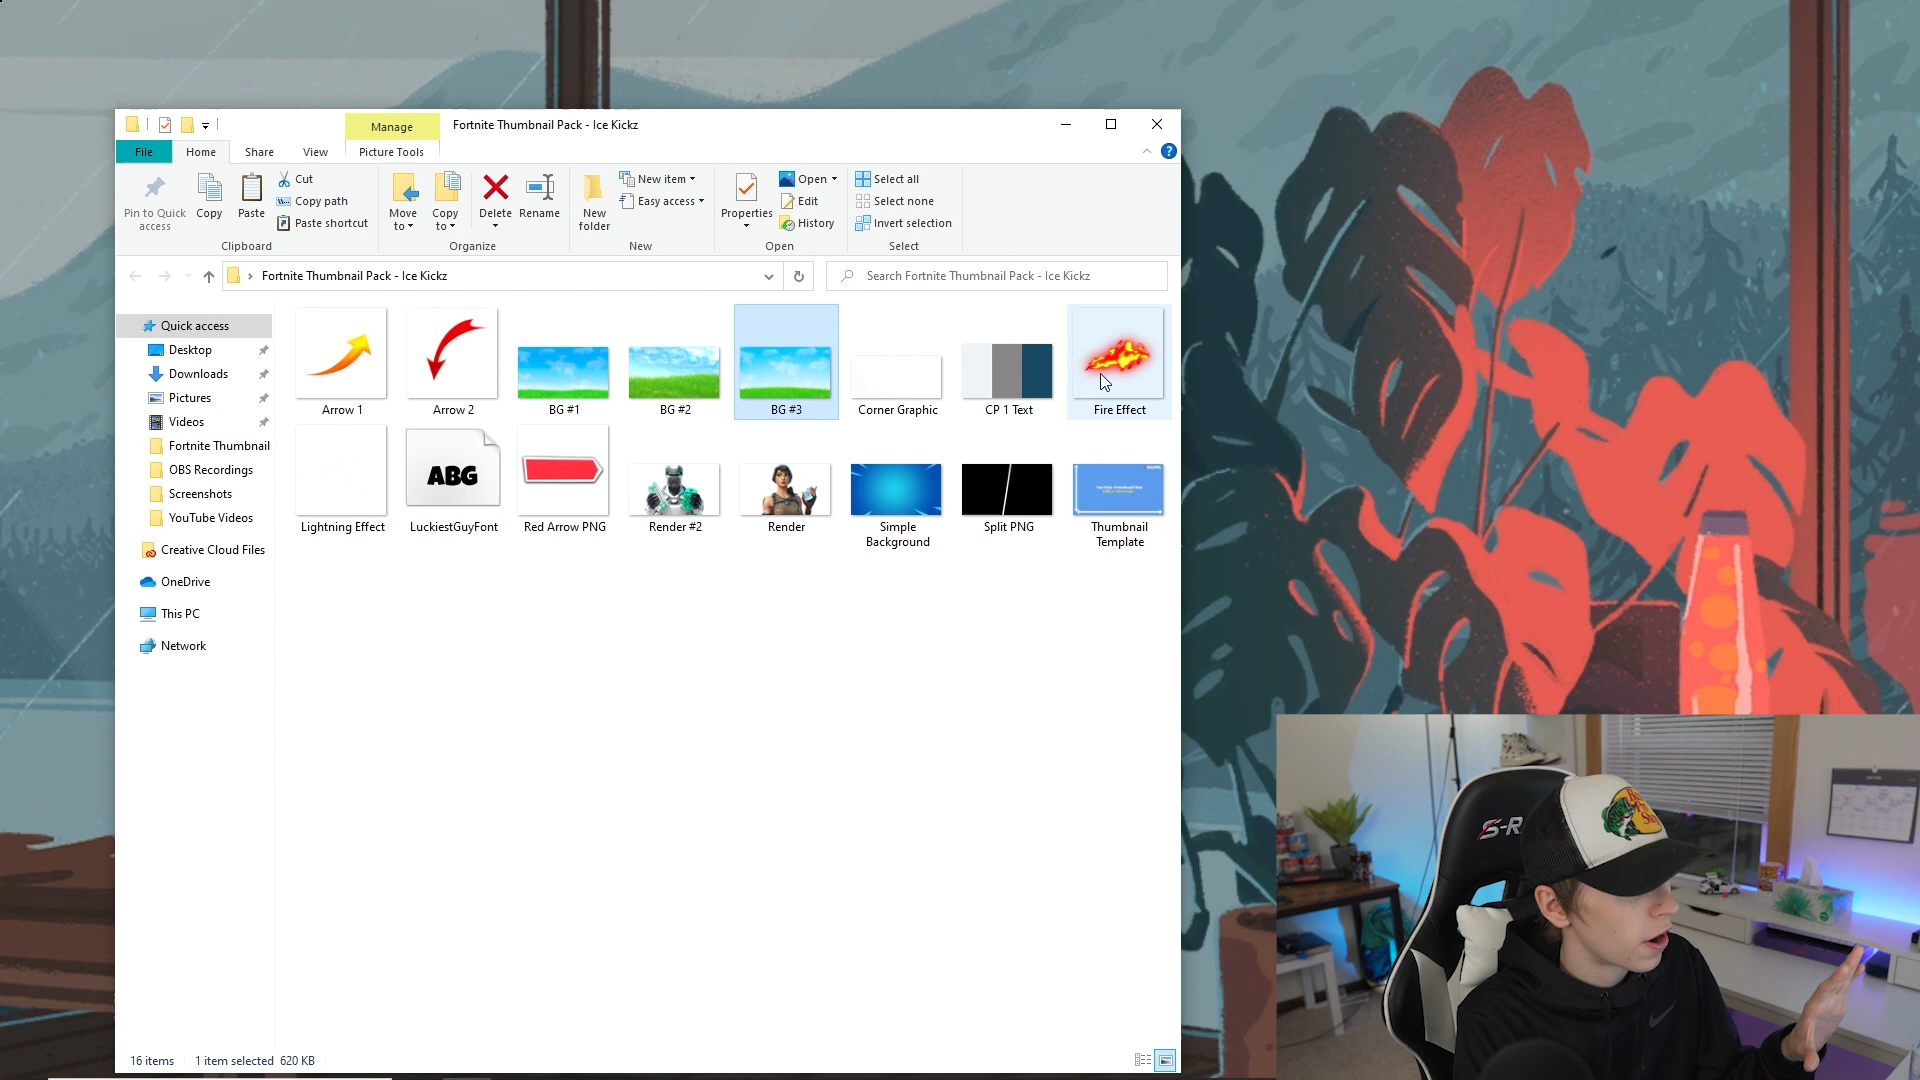 Manage
Fortnite Thumbnail Pack - Ice Kickz
File
Home
Share
View
Picture Tools
Pin to Quick
access
Copy
Paste
Cut
Copy path
Paste shortcut
Clipboard
Move
to
Copy
to
Delete
Rename
Organize
New
folder
New item
Easy access
New
Properties
Open
Edit
History
Open
Select all
Select none
Invert selection
Select
Fortnite Thumbnail Pack - Ice Kickz
Search Fortnite Thumbnail Pack - Ice Kickz
Quick access
Desktop
Downloads
Pictures
Videos
Fortnite Thumbnail
OBS Recordings
Screenshots
YouTube Videos
Creative Cloud Files
OneDrive
This PC
Network
Arrow 1
Arrow 2
BG #1
BG #2
BG #3
Corner Graphic
CP 1 Text
Fire Effect
ABG
Lightning Effect
LuckiestGuyFont
Red Arrow PNG
Render #2
Render
Simple
Background
Split PNG
Thumbnail
Template
16 items
1 item selected 620 KB
S-R